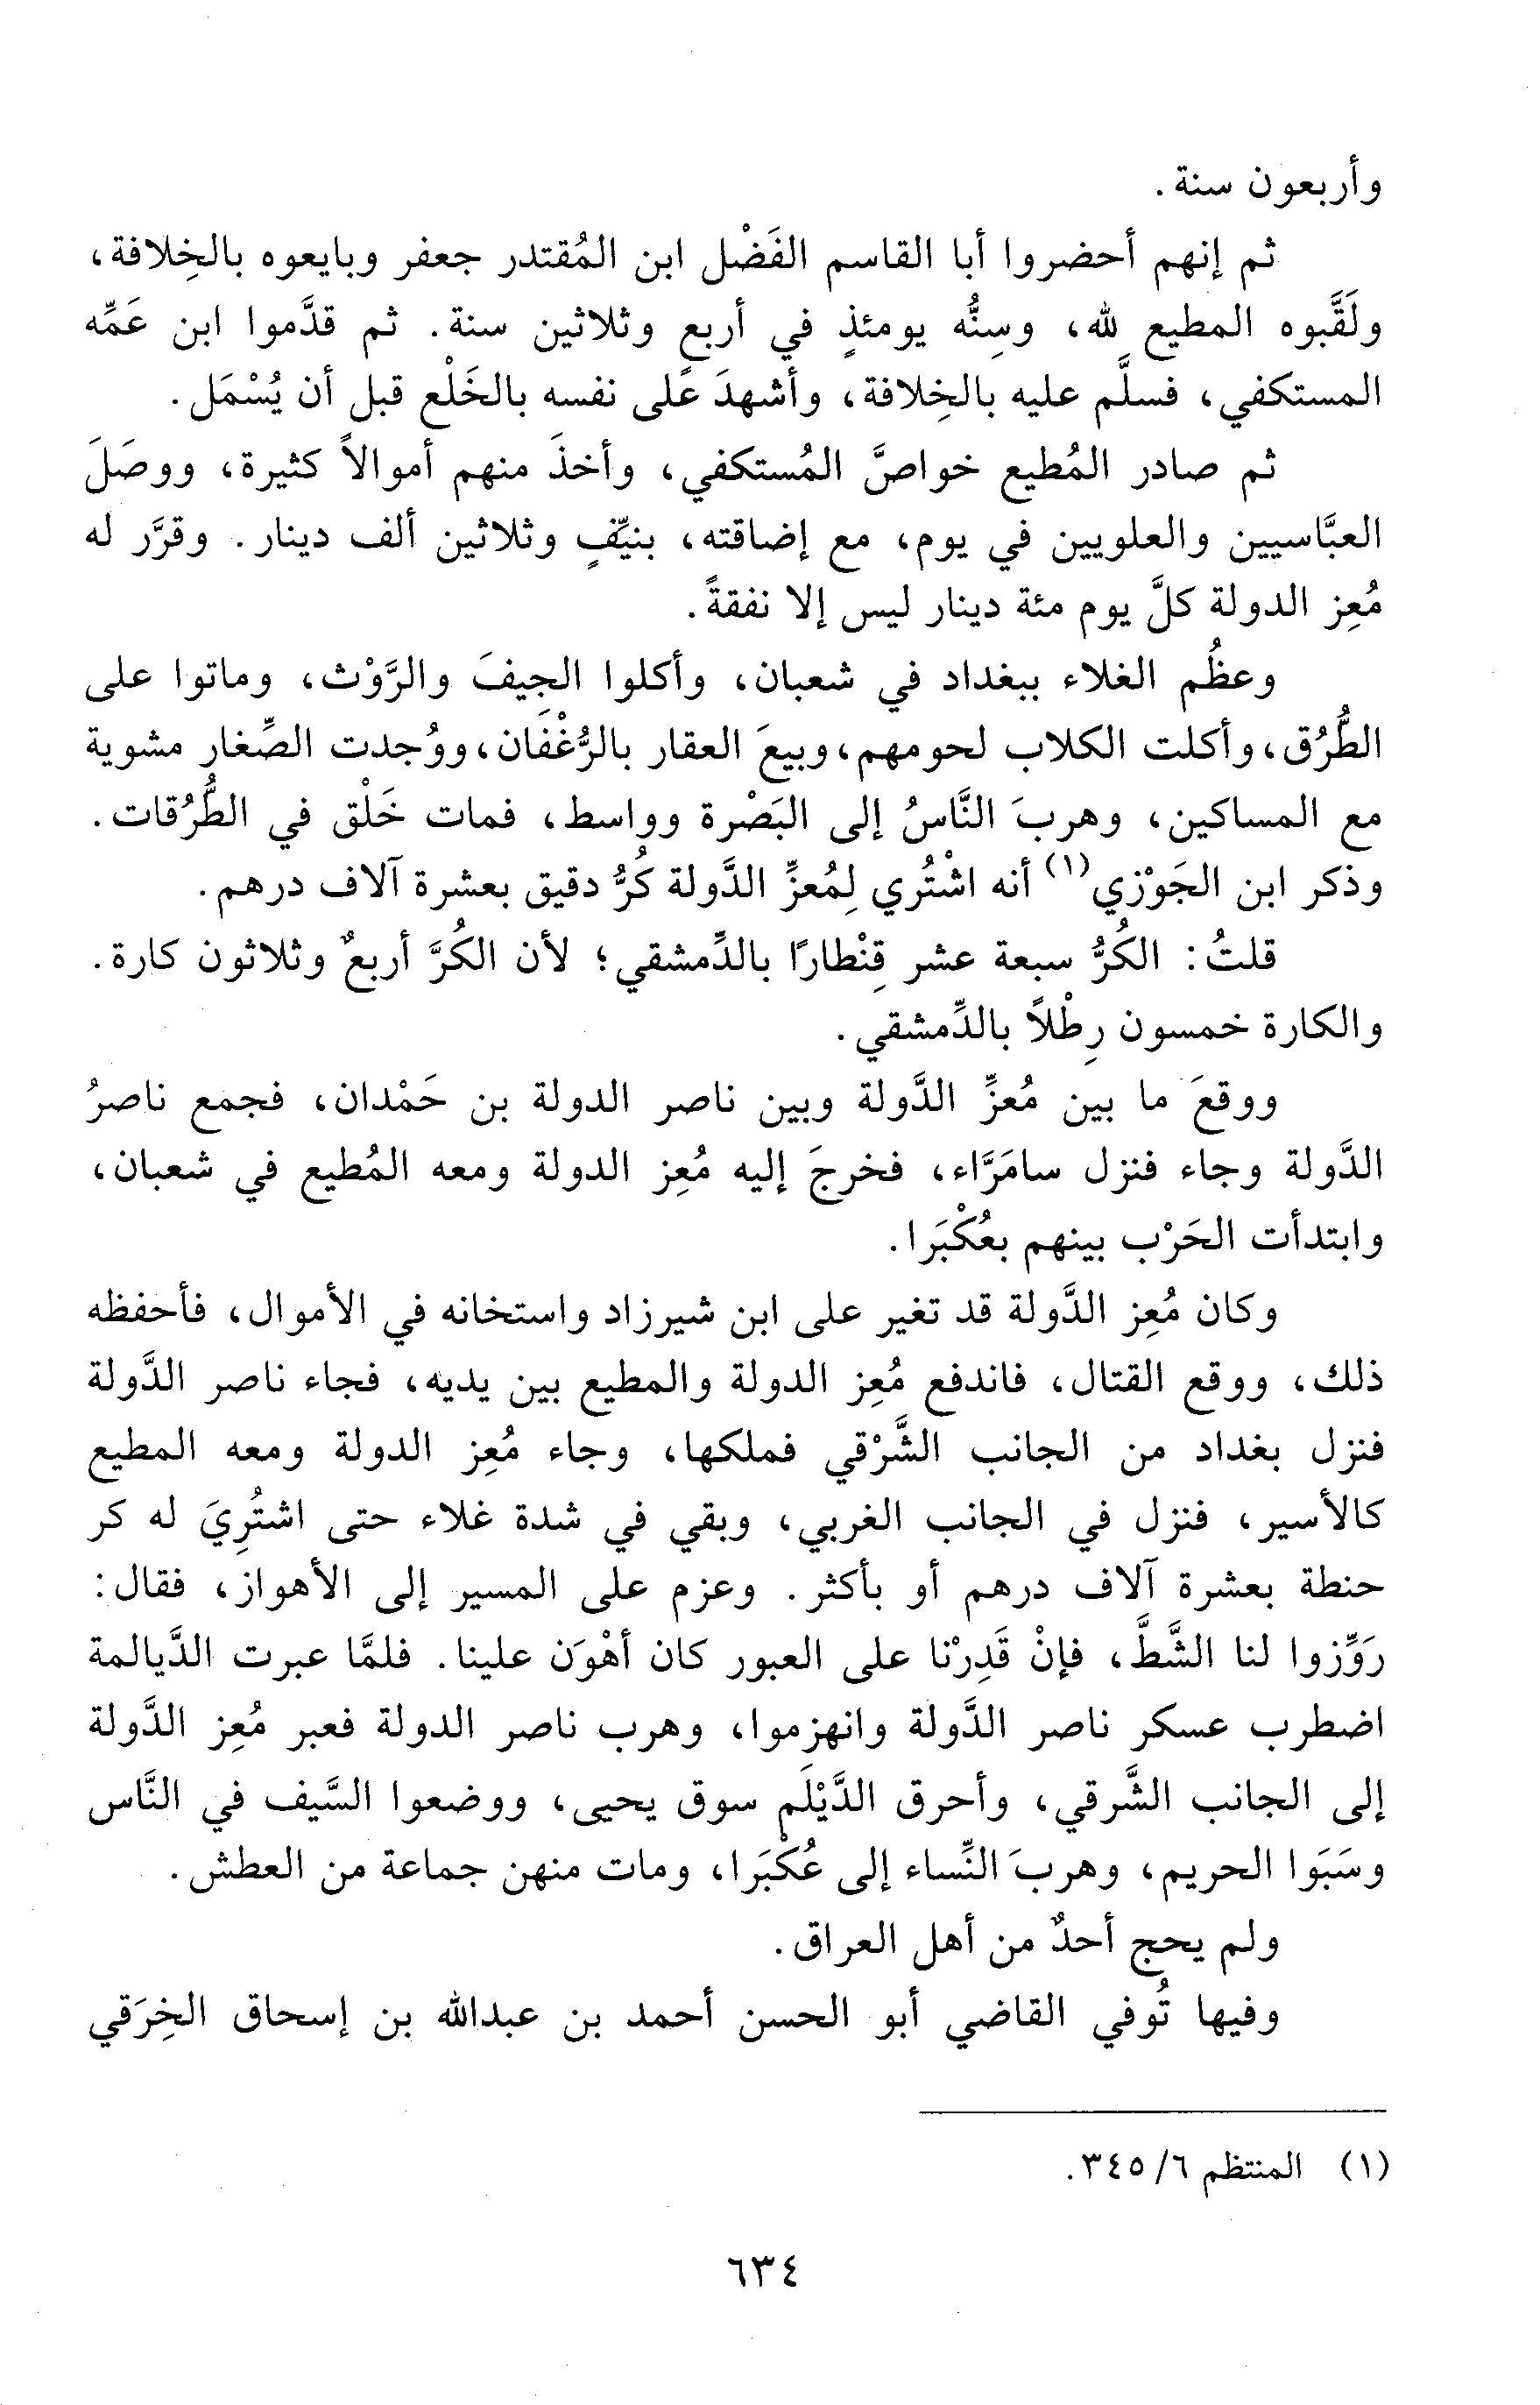 وأربعون سنة.
ثم إنهم أحضروا أبا القاسم الفَضْل ابن المُقتدر جعفر وبايعوه بالخِلافة،
ولَقَّبوه المطيع لله، وسِنُّه يومئذٍ في أربع وثلاثين سنة. ثم قدَّموا ابن عَمِّه
المستكفي، فسلَّم عليه بالخِلافة، وأشهدَ على نفسه بالخَلْع قبل أن يُسْمَل.
ثم صادر المُطيع خواصَّ المُستكفي، وأخذَ منهم أموالاً كثيرة، ووصَلَ
العبَّاسيين والعلويين في يوم، مع إضاقته، بنيِّفٍ وثلاثين ألف دينار. وقرَّر له
مُعِز الدولة كلَّ يوم مئة دينار ليس إلا نفقةً.
وعظُم الغلاء ببغداد في شعبان، وأكلوا الجِيفَ والرَّوْث، وماتوا على
الطُّرُق، وأكلت الكلاب لحومهم، وبيعَ العقار بالرُّغْفَان، ووُجدت الصِّغار مشوية
مع المساكين، وهربَ النَّاسُ إلى البَصْرة وواسط، فمات خَلْق في الطُّرُقات.
وذكر ابن الجَوْزي(١) أنه اشْتُري لِمُعزِّ الدَّولة كُرُّ دقيق بعشرة آلاف درهم.
قلتُ: الكُرُّ سبعة عشر قِنْطارًا بالدِّمشقي؛ لأن الكُرَّ أربعٌ وثلاثون كارة.
والكارة خمسون رِطْلاً بالدِّمشقي.
ووقعَ ما بين مُعزِّ الدَّولة وبين ناصر الدولة بن حَمْدان، فجمع ناصرُ
الدَّولة وجاء فنزل سامَرَّاء، فخرجَ إليه مُعِز الدولة ومعه المُطيع في شعبان،
وابتدأت الحَرْب بينهم بعُكْبَرا.
وكان مُعِز الدَّولة قد تغير على ابن شيرزاد واستخانه في الأموال، فأحفظه
ذلك، ووقع القتال، فاندفع مُعِز الدولة والمطيع بين يديه، فجاء ناصر الدَّولة
فنزل بغداد من الجانب الشَّرْقي فملكها، وجاء مُعِز الدولة ومعه المطيع
كالأسير، فنزل في الجانب الغربي، وبقي في شدة غلاء حتى اشتُرِيَ له كر
حنطة بعشرة آلاف درهم أو بأكثر. وعزم على المسير إلى الأهواز، فقال:
رَوِّزوا لنا الشَّطَّ، فإنْ قَدِرْنا على العبور كان أهْوَن علينا. فلمَّا عبرت الدَّيالمة
اضطرب عسكر ناصر الدَّولة وانهزموا، وهرب ناصر الدولة فعبر مُعِز الدَّولة
إلى الجانب الشَّرقي، وأحرق الدَّيْلَم سوق يحيى، ووضعوا السَّيف في النَّاس
وسَبَوا الحريم، وهربَ النِّساء إلى عُكْبَرا، ومات منهن جماعة من العطش.
ولم يحج أحدٌ من أهل العراق.
وفيها تُوفي القاضي أبو الحسن أحمد بن عبدالله بن إسحاق الخِرَقي
(١) المنتظم ٦/ ٣٤٥.
٦٣٤